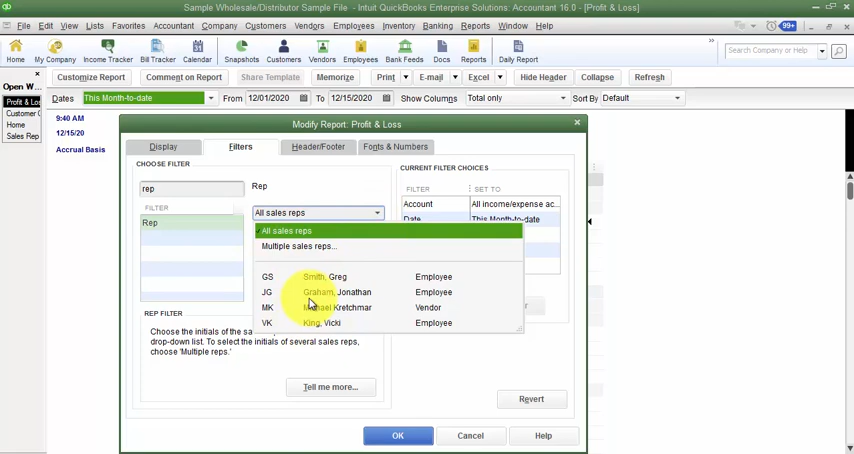 Sample Wholesale/Distributor Sample File - Intuit QuickBooks Enterprise Solutions: Accountant 16.0 - [Profit & Loss]
File Edit View Lists Favorites Accountant Company Customers Vendors Employees Inventory Banking Reports Window Help 99+
Home My Company Income Tracker Bill Tracker Calendar Snapshots Customers Vendors Employees Bank Feeds Docs Reports Daily Report » Search Company or Help
Open W...
Customize Report Comment on Report Share Template Memorize Print E-mail Excel Hide Header Collapse Refresh
Dates This Month-to-date From 12/01/2020 To 12/15/2020 Show Columns Total only Sort By Default
Profit & Los
Customer C
Home
Sales Rep
9:40 AM
12/15/20
Accrual Basis
Modify Report: Profit & Loss
Display Filters Header/Footer Fonts & Numbers
CHOOSE FILTER
rep
Rep
FILTER
Rep
All sales reps
All sales reps
Multiple sales reps...
GS Smith, Greg Employee
JG Graham, Jonathan Employee
MK Michael Kretchmar Vendor
VK King, Vicki Employee
CURRENT FILTER CHOICES
FILTER SET TO
Account All income/expense ac...
Date This Month-to-date
REP FILTER
Choose the initials of the sa
drop-down list. To select the initials of several sales reps,
choose 'Multiple reps.'
Tell me more...
Revert
OK Cancel Help